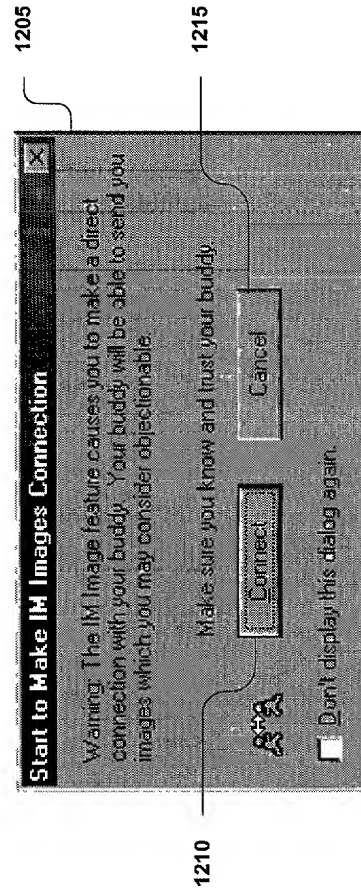 1205
Start to Make IM Images Connection
Warning: The IM Image feature causes you to make a direct
connection with your buddy. Your buddy will be able to send you
images which you may consider objectionable.
Make sure you know and trust your buddy.
1210
Connect
Cancel
1215
Don't display this dialog again.